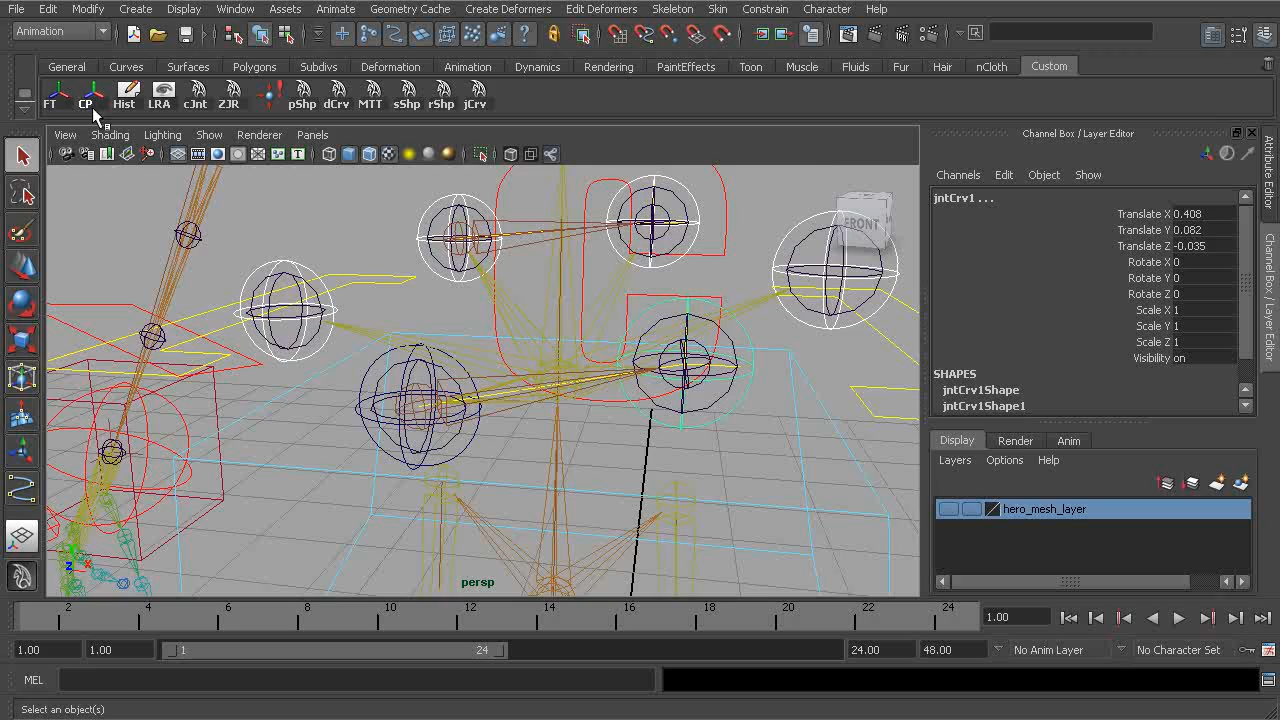 File Edit Modify Create Display Window Assets Animate Geometry Cache Create Deformers Edit Deformers Skeleton Skin Constrain Character Help
Animation
General Curves Surfaces Polygons Subdivs Deformation Animation Dynamics Rendering PaintEffects Toon Muscle Fluids Fur Hair nCloth Custom
FT CP Hist LRA cJnt ZJR pShp dCrv MTT sShp rShp jCrv
View Shading Lighting Show Renderer Panels
Channel Box / Layer Editor
Channels Edit Object Show
jntCrv1 ...
Translate X 0.408
Translate Y 0.082
Translate Z -0.035
Rotate X 0
Rotate Y 0
Rotate Z 0
Scale X 1
Scale Y 1
Scale Z 1
Visibility on
SHAPES
jntCrv1Shape
jntCrv1Shape1
Display Render Anim
Layers Options Help
hero_mesh_layer
Attribute Editor
Channel Box / Layer Editor
FRONT
Z X
persp
2 4 6 8 10 12 14 16 18 20 22 24
1.00
1.00 1.00 1 24 24.00 48.00 No Anim Layer No Character Set
MEL
Select an object(s)